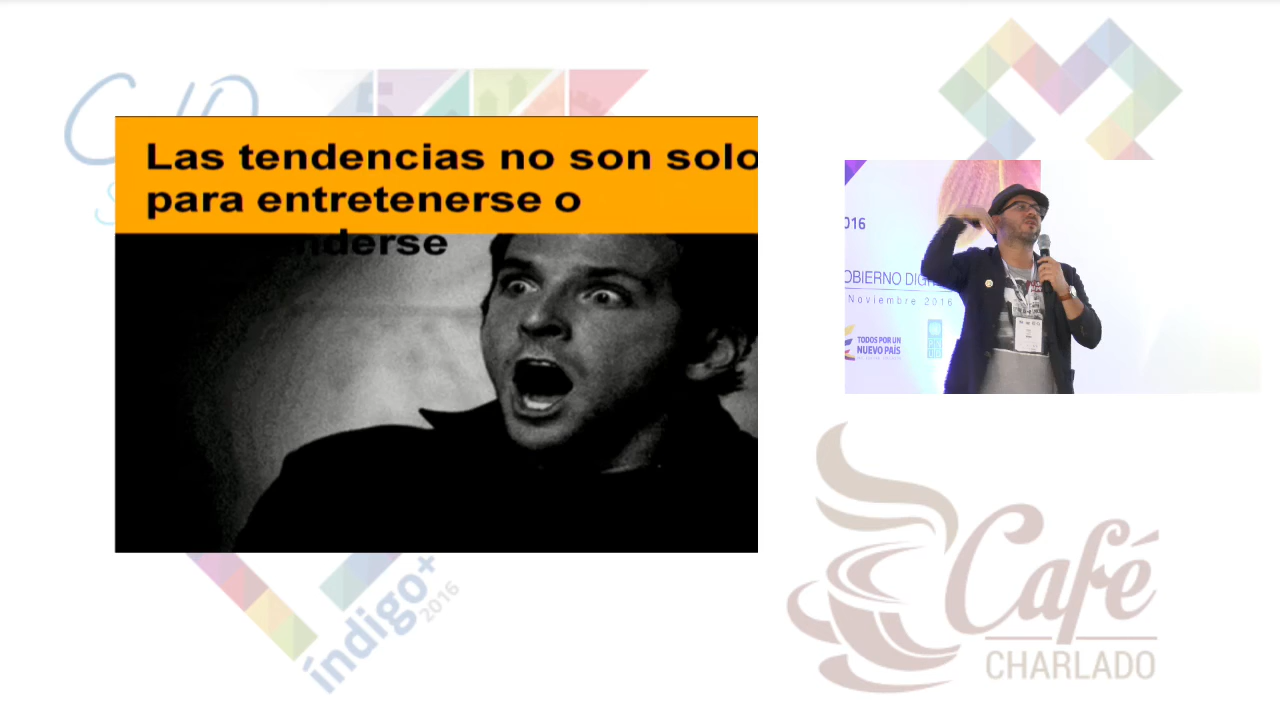 Las tendencias no son solo
para entretenerse o
nderse
016
OBIERNO DIG
Noviembre 2016
TODOS POR UN
NUEVO PAÍS
índigo+
2016
Café
CHARLADO